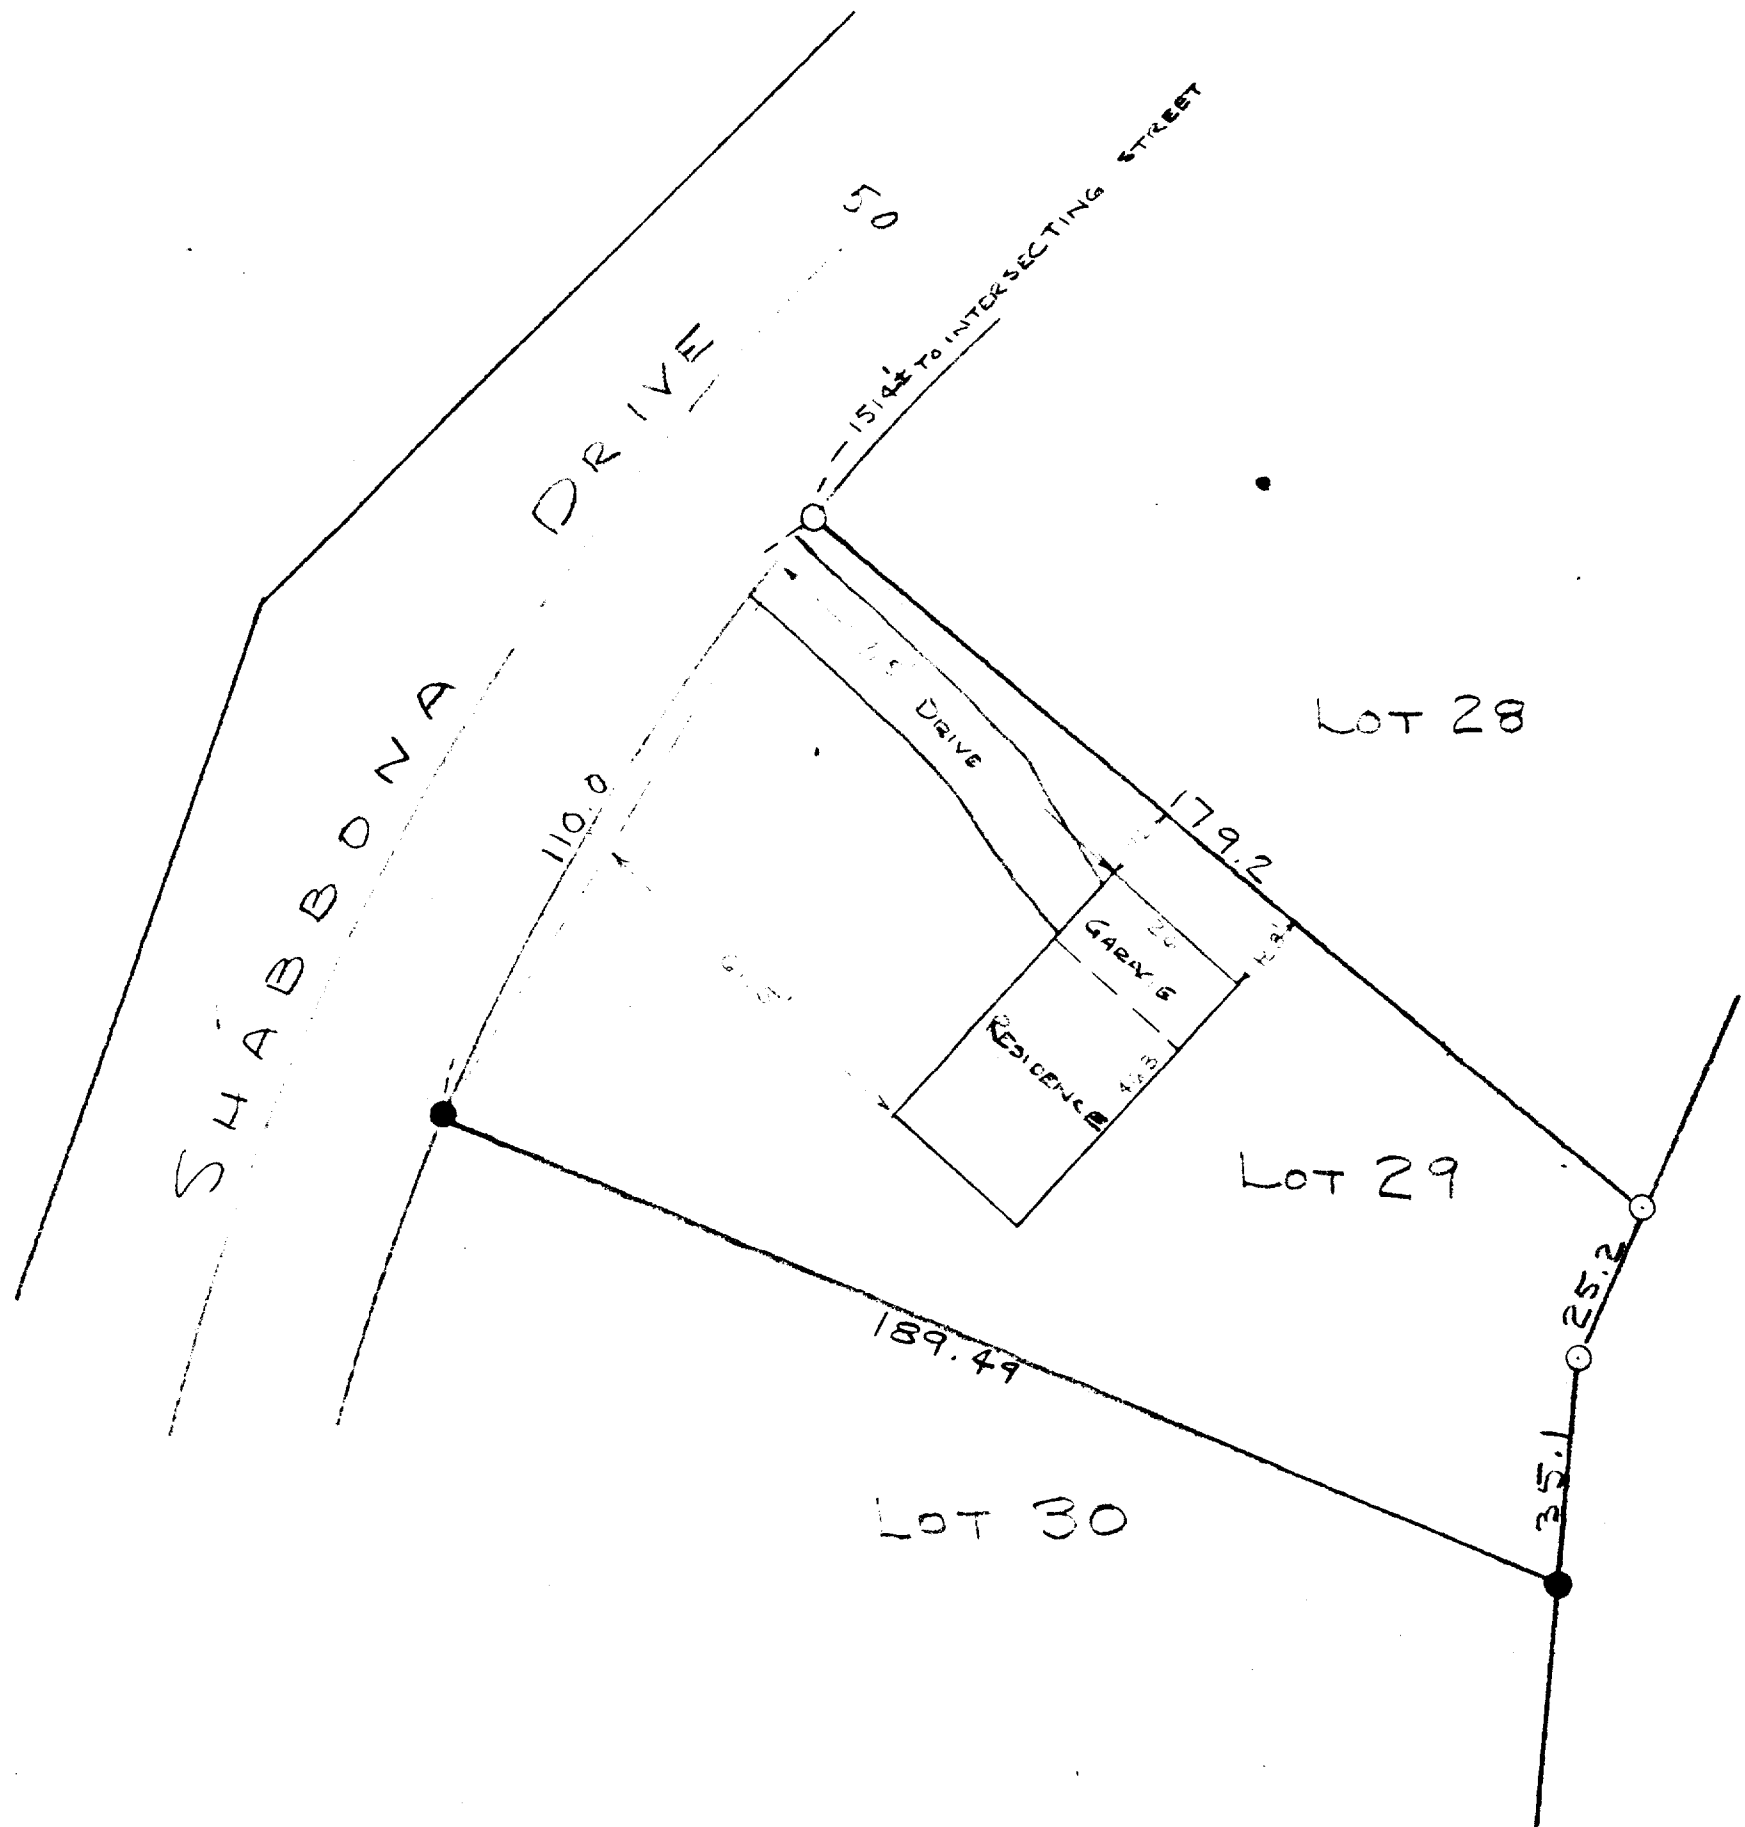 50
1514'± TO INTERSECTING STREET
SHABBONA DRIVE
LOT 28
DRIVE
110.0
179.2
GARAGE
RESIDENCE
LOT 29
25.2
189.49
35.1
LOT 30